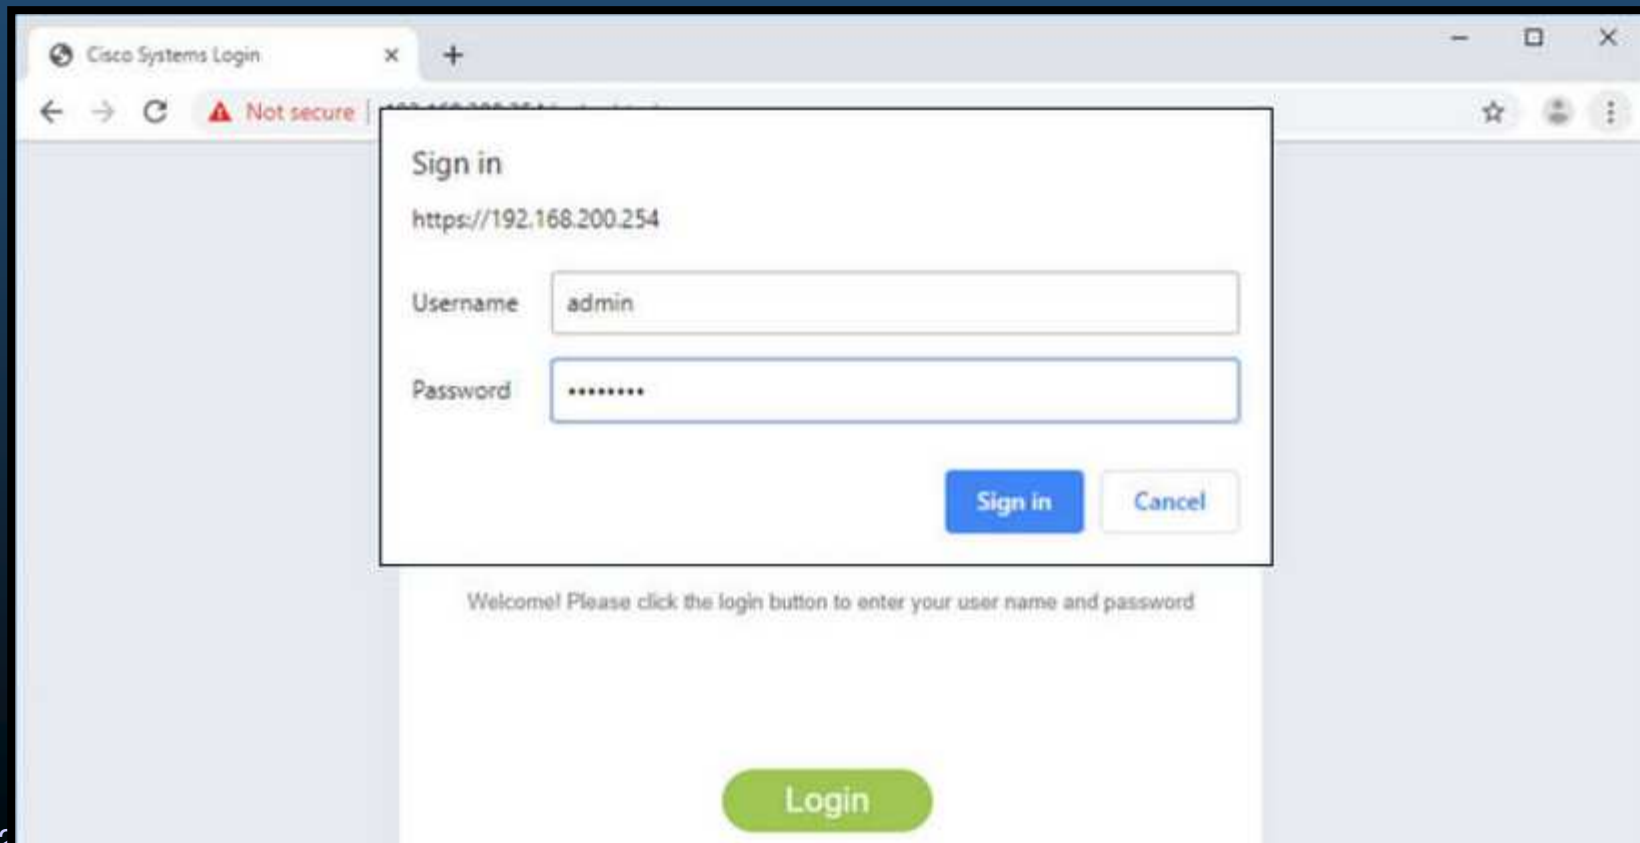 Cisco Systems Login
Not secure
Sign in
https://192.168.200.254
Username admin
Password ••••••••
Sign in Cancel
Welcome! Please click the login button to enter your user name and password
Login